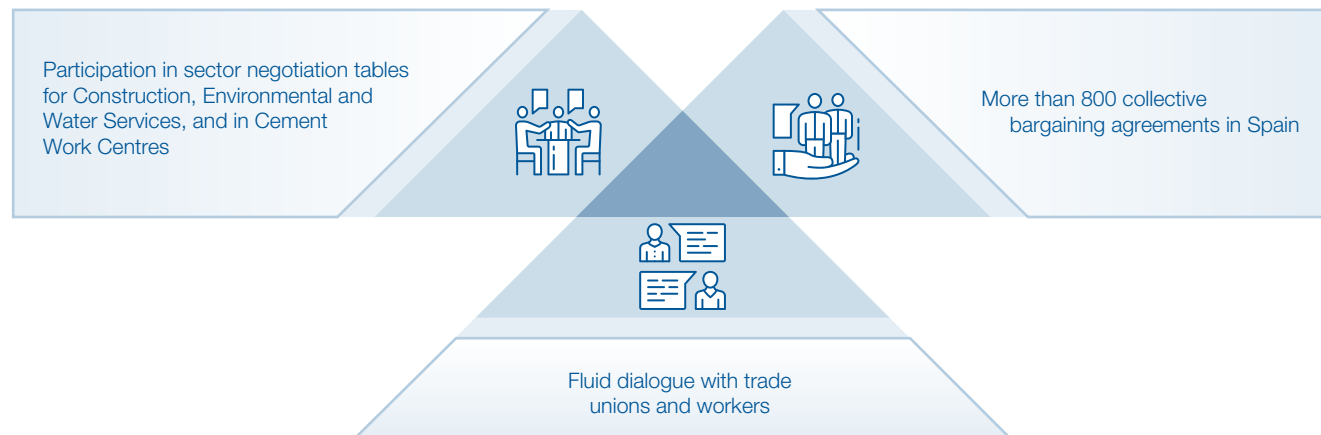 Participation in sector negotiation tables
for Construction, Environmental and
Water Services, and in Cement
Work Centres
More than 800 collective
bargaining agreements in Spain
Fluid dialogue with trade
unions and workers